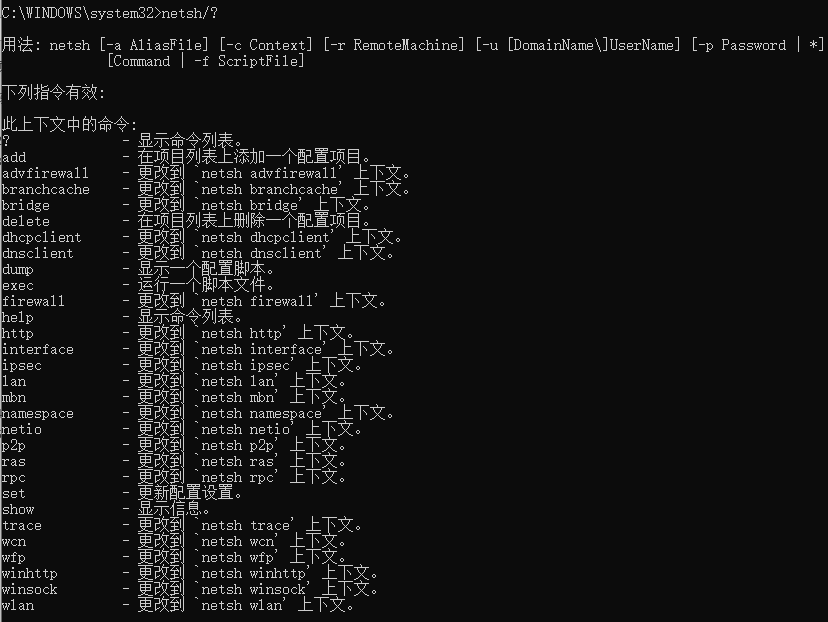 C:\WINDOWS\system32>netsh/?
用法: netsh [-a AliasFile] [-c Context] [-r RemoteMachine] [-u [DomainName\]UserName] [-p Password | *]
[Command | -f ScriptFile]
下列指令有效:
此上下文中的命令:
? - 显示命令列表。
add - 在项目列表上添加一个配置项目。
advfirewall - 更改到 `netsh advfirewall' 上下文。
branchcache - 更改到 `netsh branchcache' 上下文。
bridge - 更改到 `netsh bridge' 上下文。
delete - 在项目列表上删除一个配置项目。
dhcpclient - 更改到 `netsh dhcpclient' 上下文。
dnsclient - 更改到 `netsh dnsclient' 上下文。
dump - 显示一个配置脚本。
exec - 运行一个脚本文件。
firewall - 更改到 `netsh firewall' 上下文。
help - 显示命令列表。
http - 更改到 `netsh http' 上下文。
interface - 更改到 `netsh interface' 上下文。
ipsec - 更改到 `netsh ipsec' 上下文。
lan - 更改到 `netsh lan' 上下文。
mbn - 更改到 `netsh mbn' 上下文。
namespace - 更改到 `netsh namespace' 上下文。
netio - 更改到 `netsh netio' 上下文。
p2p - 更改到 `netsh p2p' 上下文。
ras - 更改到 `netsh ras' 上下文。
rpc - 更改到 `netsh rpc' 上下文。
set - 更新配置设置。
show - 显示信息。
trace - 更改到 `netsh trace' 上下文。
wcn - 更改到 `netsh wcn' 上下文。
wfp - 更改到 `netsh wfp' 上下文。
winhttp - 更改到 `netsh winhttp' 上下文。
winsock - 更改到 `netsh winsock' 上下文。
wlan - 更改到 `netsh wlan' 上下文。